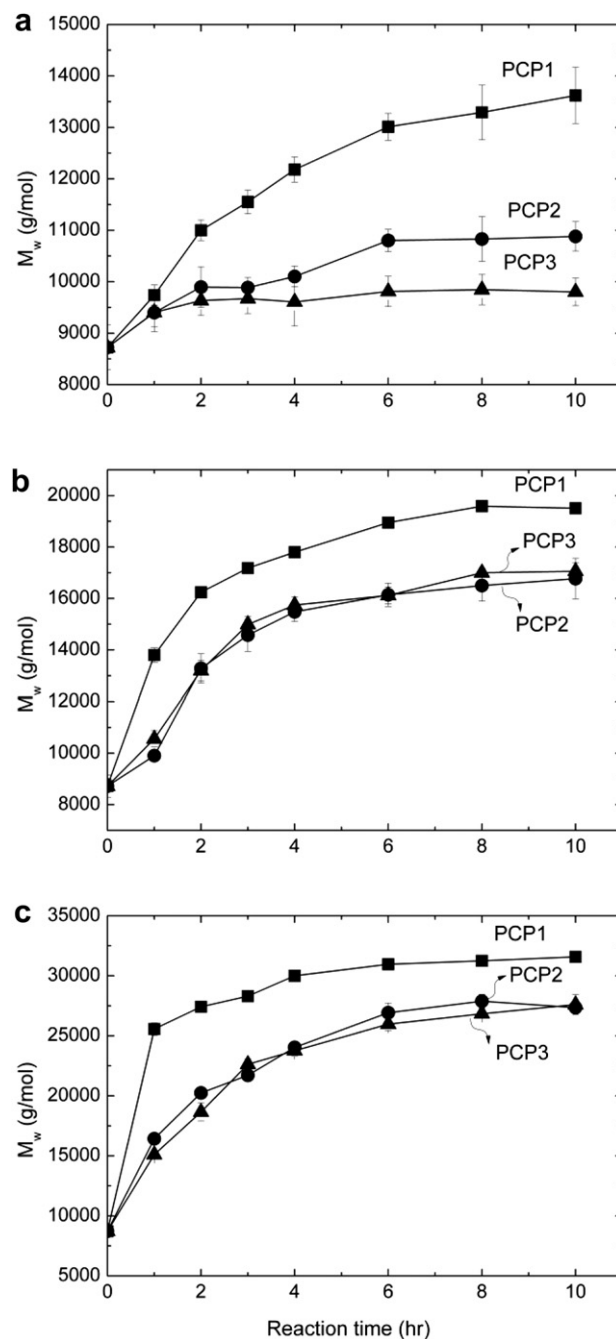 a
15000
14000
13000
12000
11000
10000
9000
8000
M_w (g/mol)
PCP1
PCP2
PCP3
0 2 4 6 8 10
b
20000
18000
16000
14000
12000
10000
8000
M_w (g/mol)
PCP1
PCP3
PCP2
0 2 4 6 8 10
c
35000
30000
25000
20000
15000
10000
5000
M_w (g/mol)
PCP1
PCP2
PCP3
0 2 4 6 8 10
Reaction time (hr)